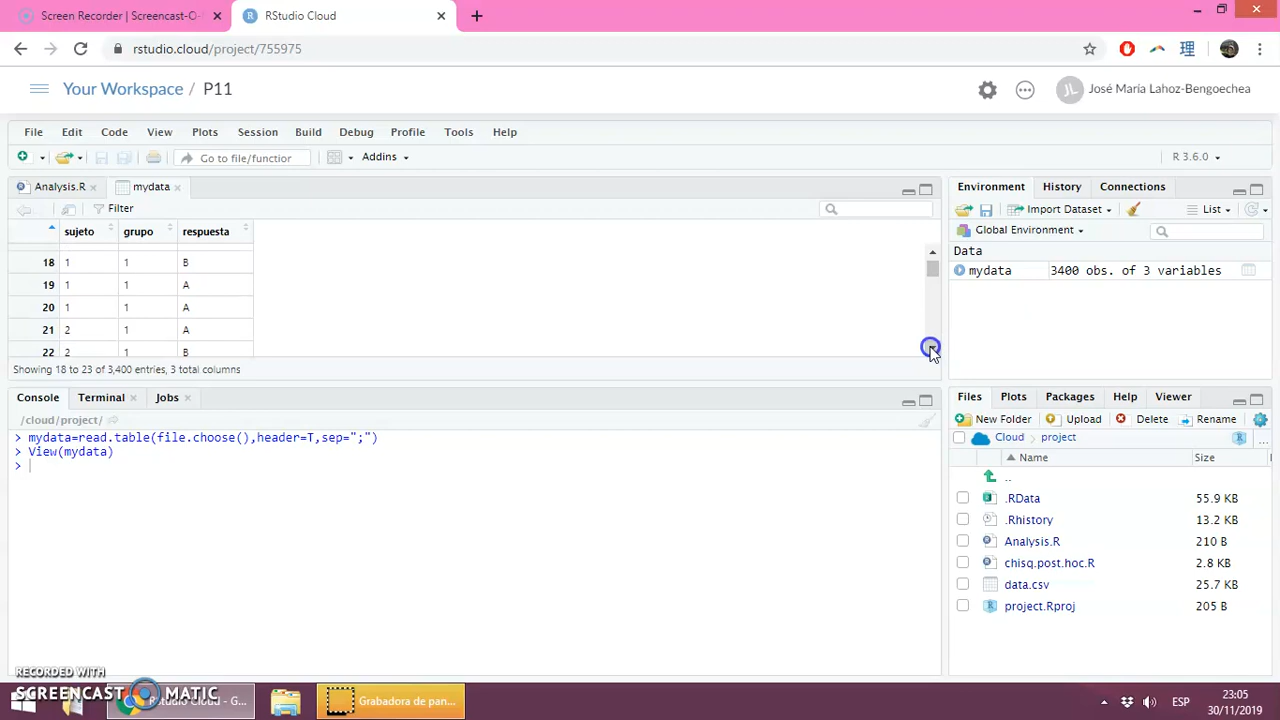 Screen Recorder | Screencast-O-
RStudio Cloud
rstudio.cloud/project/755975
理
Your Workspace / P11
JL
José María Lahoz-Bengoechea
File Edit Code View Plots Session Build Debug Profile Tools Help
Go to file/functior
Addins
R 3.6.0
Analysis.R
mydata
Filter
sujeto grupo respuesta
18 1 1 B
19 1 1 A
20 1 1 A
21 2 1 A
22 2 1 B
Showing 18 to 23 of 3,400 entries, 3 total columns
Environment History Connections
Import Dataset
List
Global Environment
Data
mydata 3400 obs. of 3 variables
Console Terminal Jobs
/cloud/project/
> mydata=read.table(file.choose(),header=T,sep=";")
> View(mydata)
>
Files Plots Packages Help Viewer
New Folder Upload Delete Rename
Cloud project
...
Name Size
..
.RData 55.9 KB
.Rhistory 13.2 KB
Analysis.R 210 B
chisq.post.hoc.R 2.8 KB
data.csv 25.7 KB
project.Rproj 205 B
RECORDED WITH
SCREENCAST MATIC
RStudio Cloud - G...
Grabadora de pan...
ESP
23:05
30/11/2019